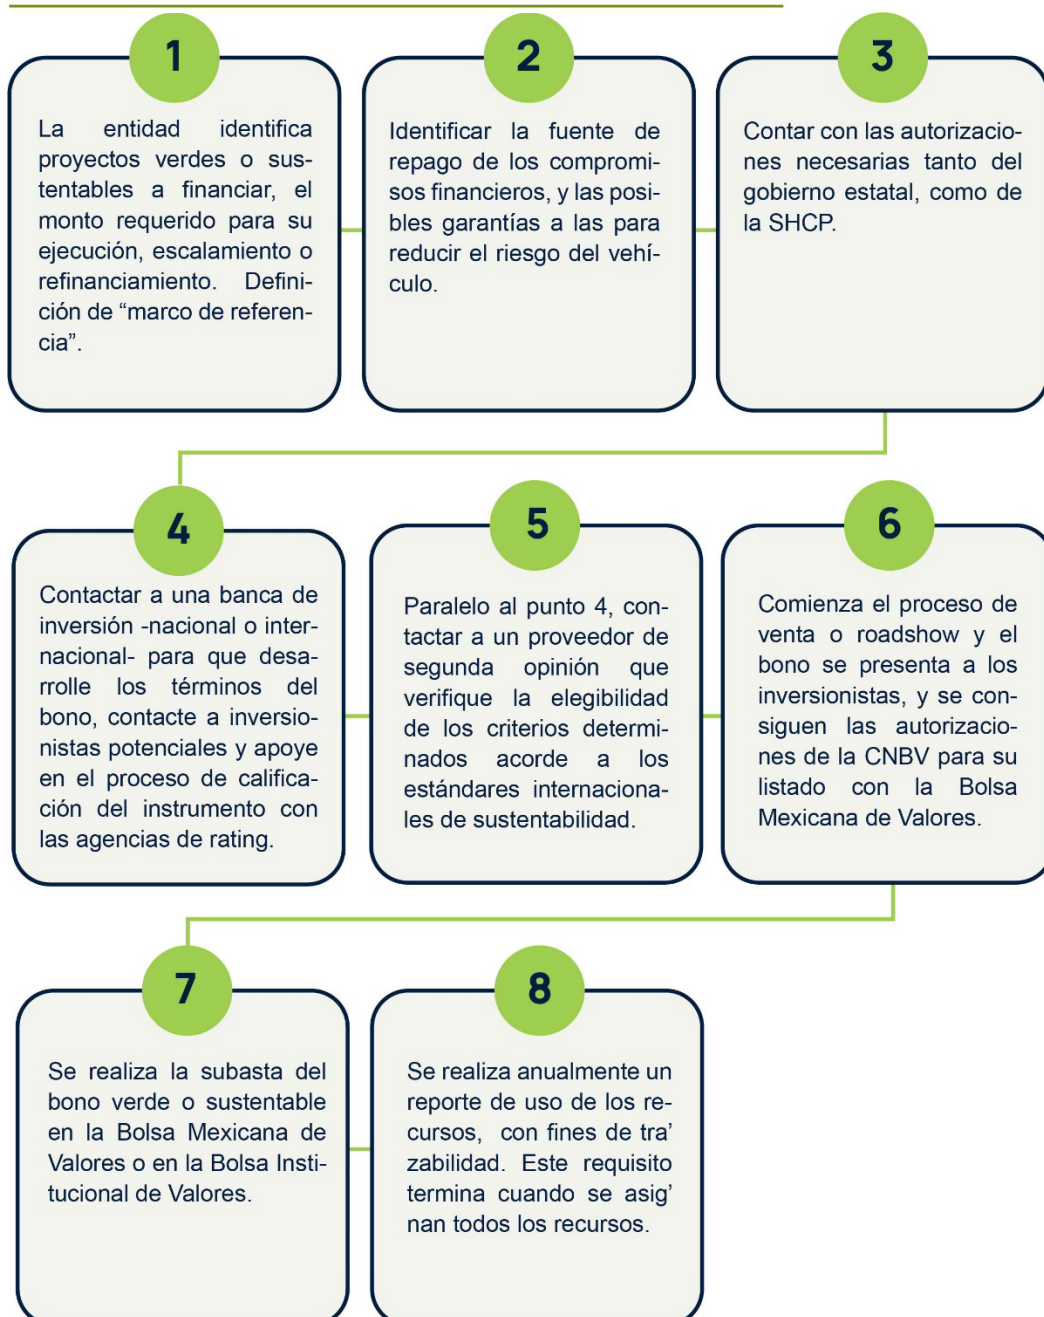 1
La entidad identifica
proyectos verdes o sus-
tentables a financiar, el
monto requerido para su
ejecución, escalamiento o
refinanciamiento. Defini-
ción de “marco de referen-
cia”.
2
Identificar la fuente de
repago de los compromi-
sos financieros, y las posi-
bles garantías a las para
reducir el riesgo del vehí-
culo.
3
Contar con las autorizacio-
nes necesarias tanto del
gobierno estatal, como de
la SHCP.
4
Contactar a una banca de
inversión -nacional o inter-
nacional- para que desa-
rrolle los términos del
bono, contacte a inversio-
nistas potenciales y apoye
en el proceso de califica-
ción del instrumento con
las agencias de rating.
5
Paralelo al punto 4, con-
tactar a un proveedor de
segunda opinión que
verifique la elegibilidad
de los criterios determi-
nados acorde a los
estándares internaciona-
les de sustentabilidad.
6
Comienza el proceso de
venta o roadshow y el
bono se presenta a los
inversionistas, y se con-
siguen las autorizacio-
nes de la CNBV para su
listado con la Bolsa
Mexicana de Valores.
7
Se realiza la subasta del
bono verde o sustentable
en la Bolsa Mexicana de
Valores o en la Bolsa Insti-
tucional de Valores.
8
Se realiza anualmente un
reporte de uso de los re-
cursos, con fines de tra’
zabilidad. Este requisito
termina cuando se asig’
nan todos los recursos.